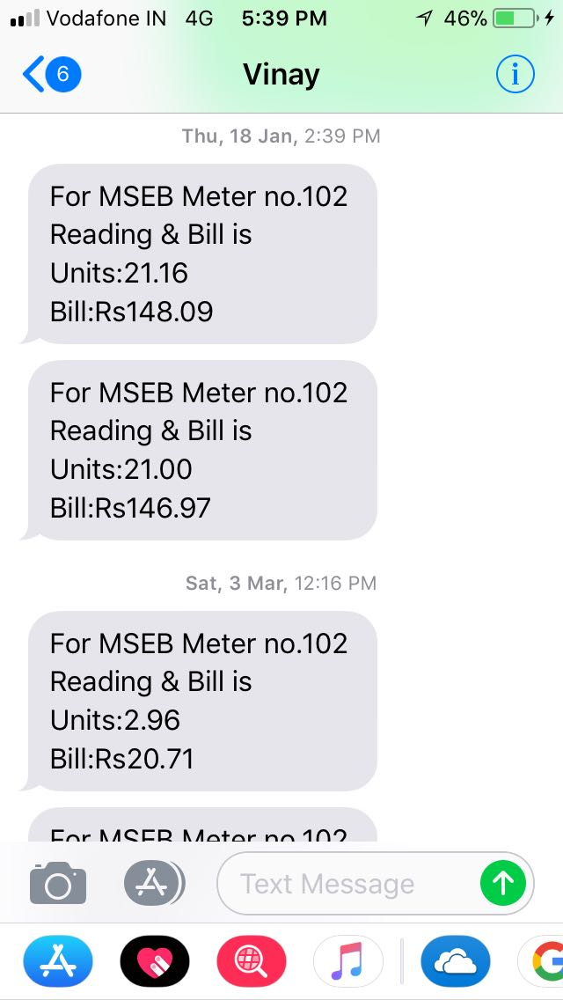 Vodafone IN 4G 5:39 PM 46%
6 Vinay i
Thu, 18 Jan, 2:39 PM
For MSEB Meter no.102
Reading & Bill is
Units:21.16
Bill:Rs148.09
For MSEB Meter no.102
Reading & Bill is
Units:21.00
Bill:Rs146.97
Sat, 3 Mar, 12:16 PM
For MSEB Meter no.102
Reading & Bill is
Units:2.96
Bill:Rs20.71
For MSEB Meter no.102
Text Message